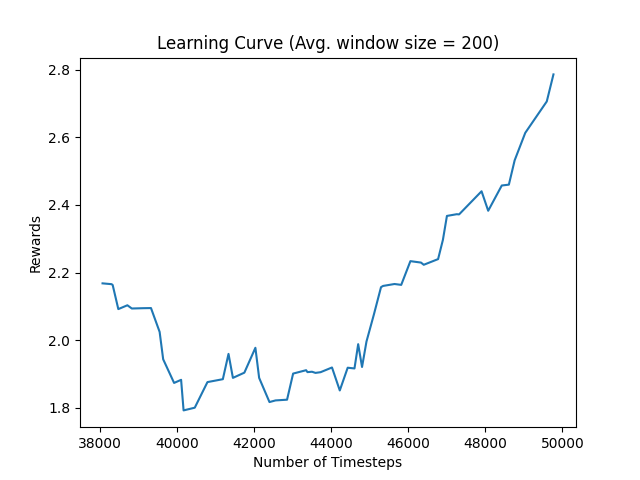 Learning Curve (Avg. window size = 200)
Rewards
2.8
2.6
2.4
2.2
2.0
1.8
38000 40000 42000 44000 46000 48000 50000
Number of Timesteps